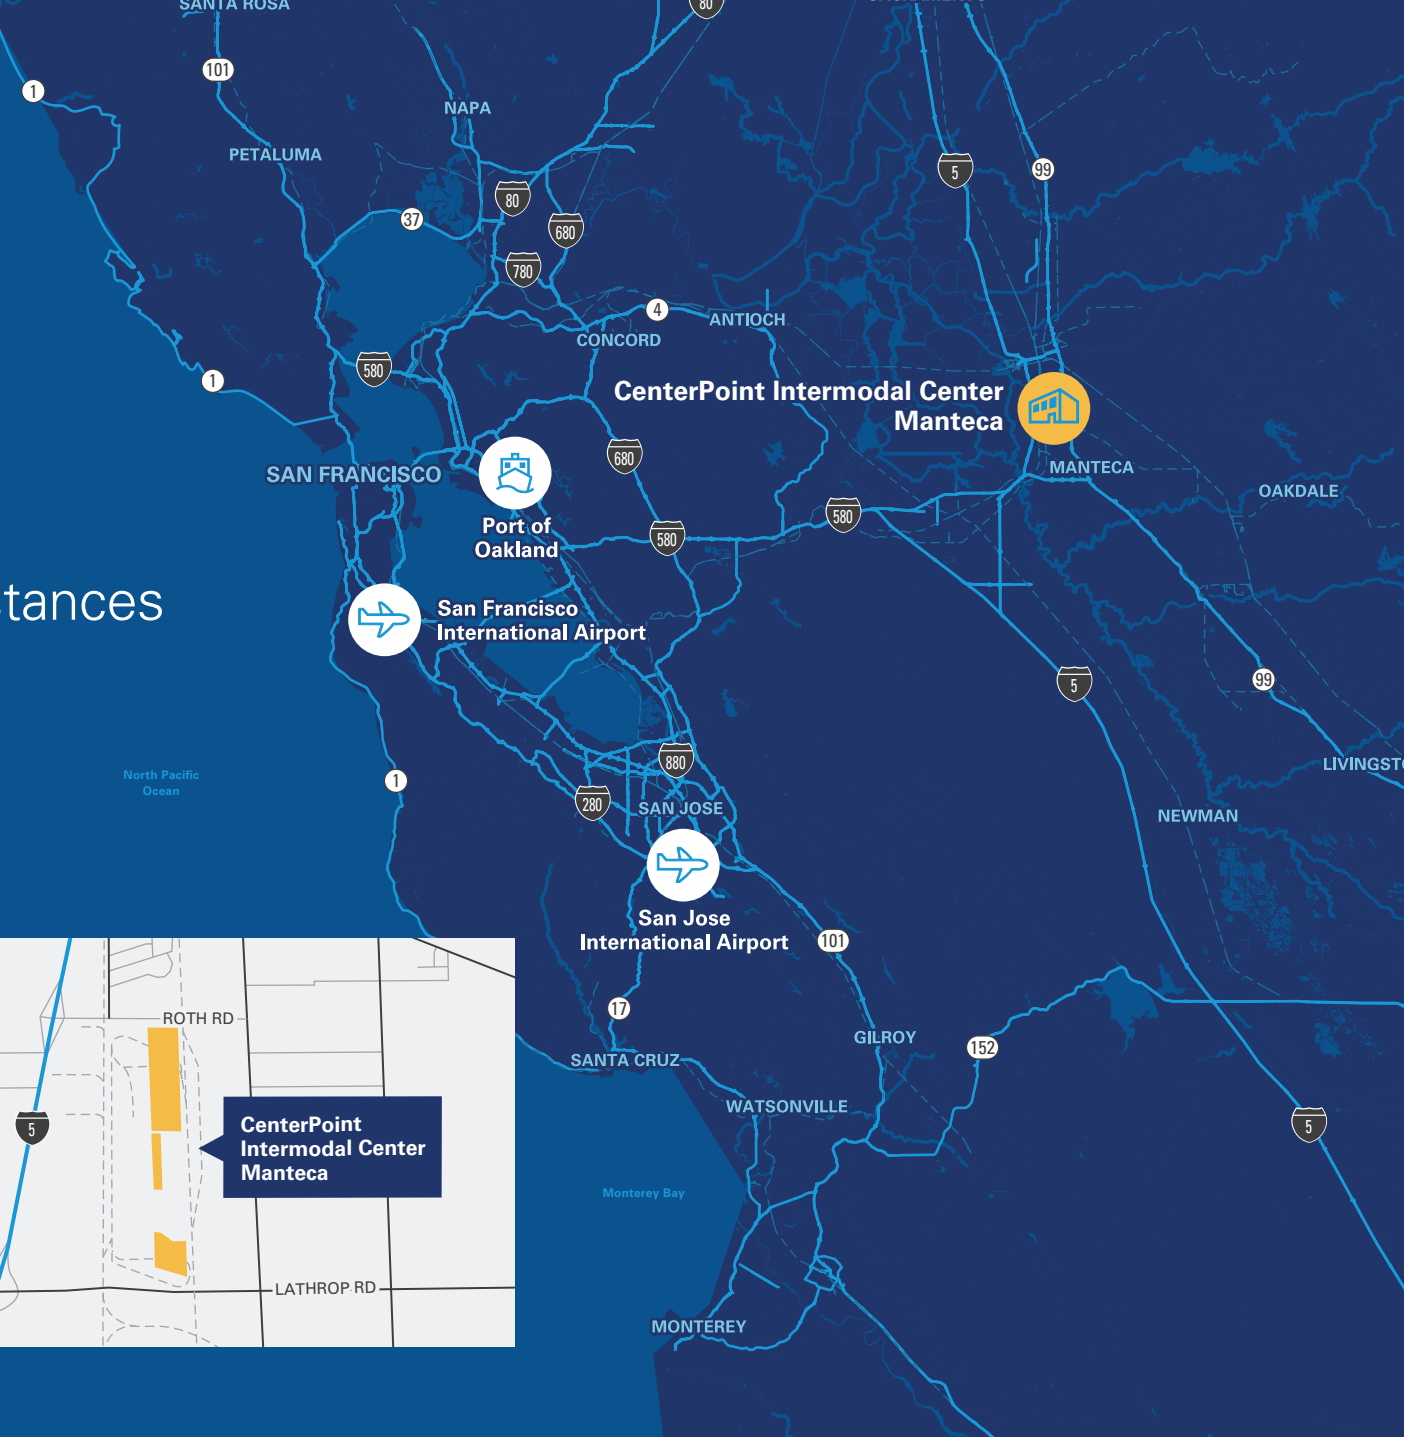 SANTA ROSA
80
101
1
NAPA
PETALUMA
5
99
80
37
680
780
4
ANTIOCH
CONCORD
580
1
CenterPoint Intermodal Center
Manteca
680
SAN FRANCISCO
MANTECA
OAKDALE
580
Port of
Oakland
580
tances
San Francisco
International Airport
5
99
880
LIVINGST
North Pacific
Ocean
1
280
SAN JOSE
NEWMAN
San Jose
International Airport
101
17
GILROY
152
SANTA CRUZ
WATSONVILLE
5
Monterey Bay
MONTEREY
ROTH RD
5
CenterPoint
Intermodal Center
Manteca
LATHROP RD